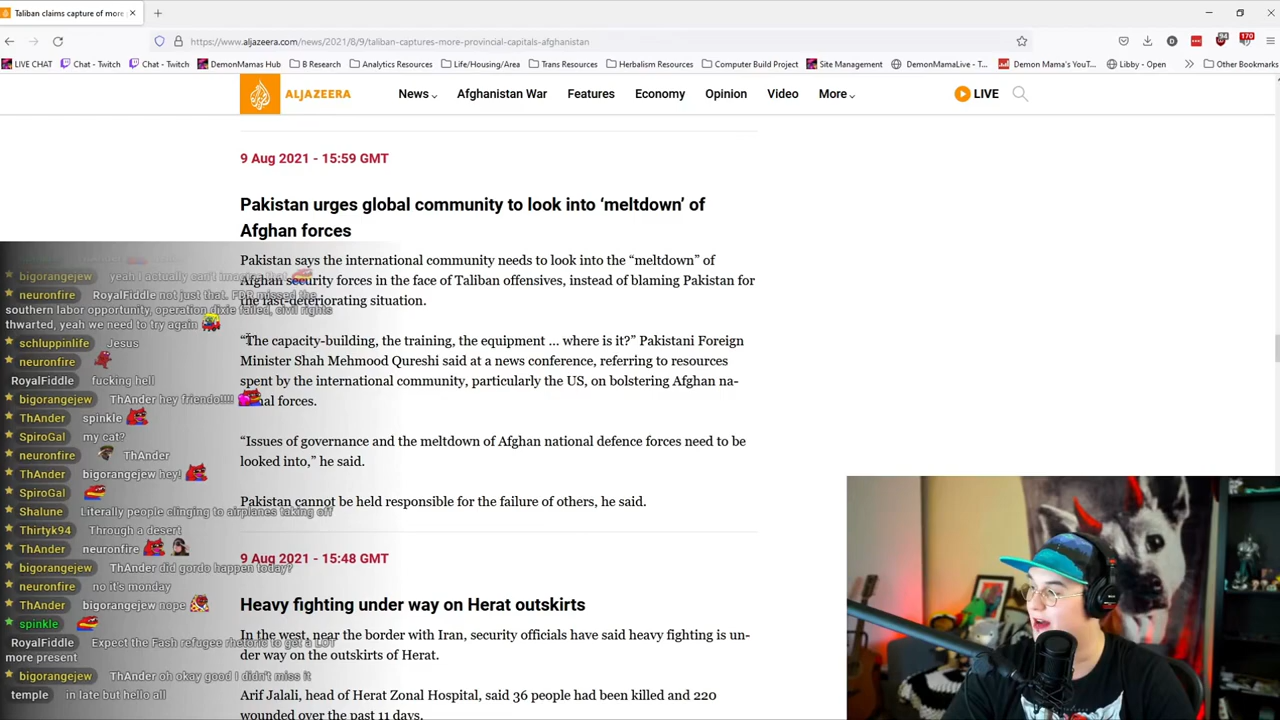 Taliban claims capture of more
https://www.aljazeera.com/news/2021/8/9/taliban-captures-more-provincial-capitals-afghanistan
94
170
LIVE CHAT
Chat - Twitch
Chat - Twitch
DemonMamas Hub
B Research
Analytics Resources
Life/Housing/Area
Trans Resources
Herbalism Resources
Computer Build Project
Site Management
DemonMamaLive - T...
Demon Mama's YouT...
Libby - Open
Other Bookmarks
ALJAZEERA
News
Afghanistan War
Features
Economy
Opinion
Video
More
LIVE
9 Aug 2021 - 15:59 GMT
Pakistan urges global community to look into ‘meltdown’ of
Afghan forces
Pakistan says the international community needs to look into the “meltdown” of
Afghan security forces in the face of Taliban offensives, instead of blaming Pakistan for
the fast-deteriorating situation.
“The capacity-building, the training, the equipment … where is it?” Pakistani Foreign
Minister Shah Mehmood Qureshi said at a news conference, referring to resources
spent by the international community, particularly the US, on bolstering Afghan na-
nal forces.
“Issues of governance and the meltdown of Afghan national defence forces need to be
looked into,” he said.
Pakistan cannot be held responsible for the failure of others, he said.
9 Aug 2021 - 15:48 GMT
Heavy fighting under way on Herat outskirts
In the west, near the border with Iran, security officials have said heavy fighting is un-
der way on the outskirts of Herat.
Arif Jalali, head of Herat Zonal Hospital, said 36 people had been killed and 220
wounded over the past 11 days.
bigorangejew yeah I actually can't imagine that
neuronfire RoyalFiddle not just that. FDR missed the
southern labor opportunity, operation dixie failed, civil rights
thwarted, yeah we need to try again
schluppinlife Jesus
neuronfire
RoyalFiddle fucking hell
bigorangejew ThAnder hey friendo!!!!
ThAnder spinkle
SpiroGal my cat?
neuronfire ThAnder
ThAnder bigorangejew hey!
SpiroGal
Shalune Literally people clinging to airplanes taking off
Thirtyk94 Through a desert
ThAnder neuronfire
bigorangejew ThAnder did gordo happen today?
neuronfire no it's monday
ThAnder bigorangejew nope
spinkle
RoyalFiddle Expect the Fash refugee rhetoric to get a LOT
more present
bigorangejew ThAnder oh okay good I didn't miss it
temple in late but hello all